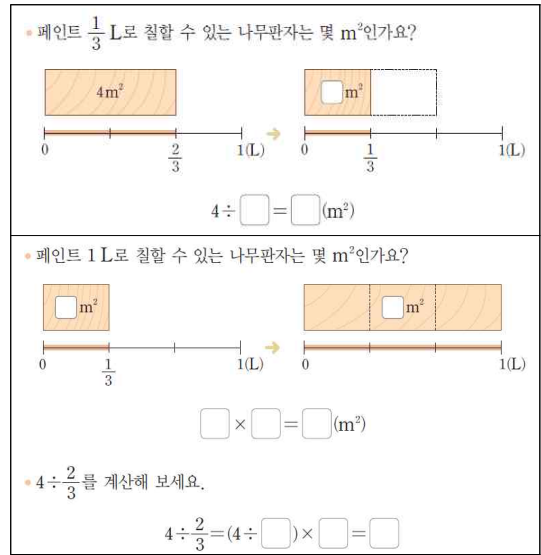 • 페인트 1/3 L로 칠할 수 있는 나무판자는 몇 m²인가요?
4 m² □ m²
0 2/3 1(L) → 0 1/3 1(L)
4÷□=□(m²)
• 페인트 1 L로 칠할 수 있는 나무판자는 몇 m²인가요?
□ m² □ m²
0 1/3 1(L) → 0 1(L)
□×□=□(m²)
• 4÷2/3를 계산해 보세요.
4÷2/3=(4÷□)×□=□